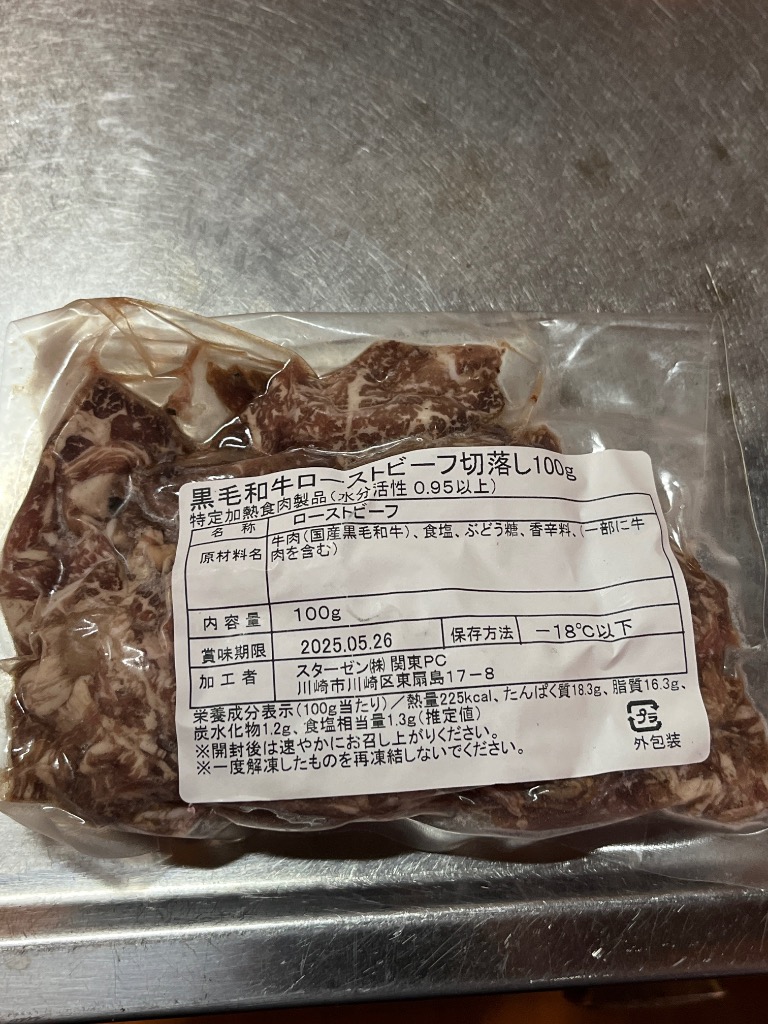 黒毛和牛ローストビーフ切落し100g
特定加熱食肉製品(水分活性 0.95以上)
名称 ローストビーフ
原材料名 牛肉(国産黒毛和牛)、食塩、ぶどう糖、香辛料、(一部に牛
肉を含む)
内容量 100g
賞味期限 2025.05.26 保存方法 －18℃以下
加工者 スターゼン㈱ 関東PC
川崎市川崎区東扇島17－8
栄養成分表示(100g当たり)／熱量225kcal、たんぱく質18.3g、脂質16.3g、
炭水化物1.2g、食塩相当量1.3g(推定値)
※開封後は速やかにお召し上がりください。
※一度解凍したものを再凍結しないでください。
プラ
外包装